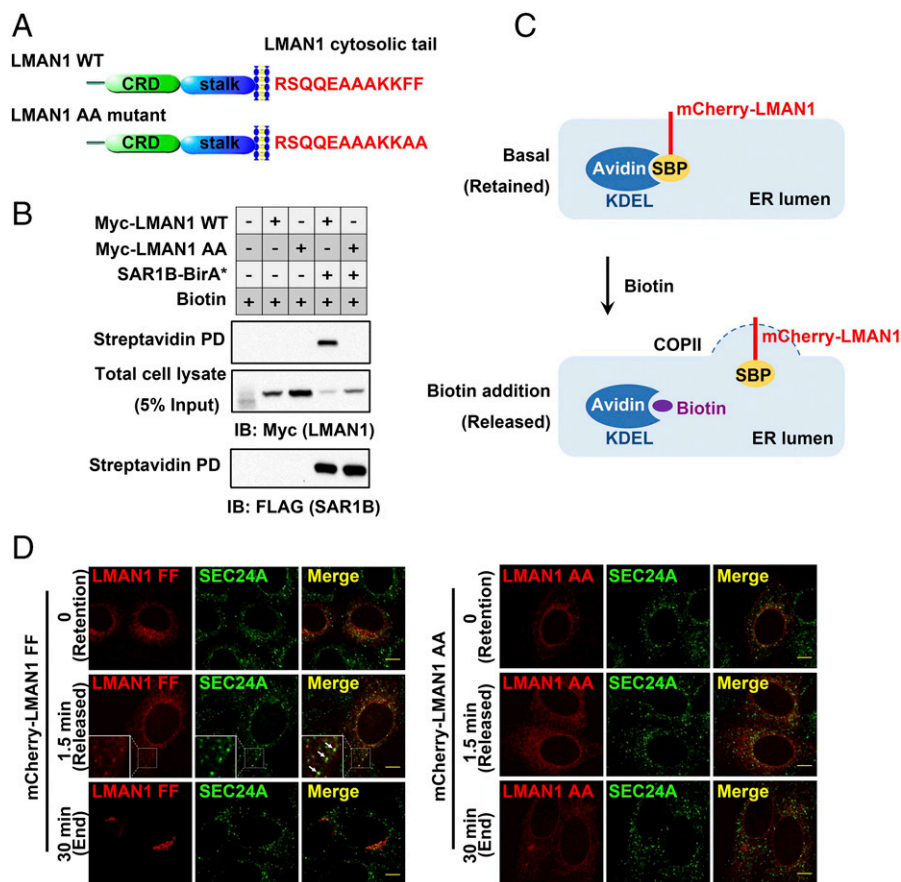 A
LMAN1 WT
LMAN1 cytosolic tail
CRD stalk RSQQEAAAKKFF
LMAN1 AA mutant
CRD stalk RSQQEAAAKKAA
B
Myc-LMAN1 WT - + - + -
Myc-LMAN1 AA - - + - +
SAR1B-BirA* - - - + +
Biotin + + + + +
Streptavidin PD
Total cell lysate
(5% Input)
IB: Myc (LMAN1)
Streptavidin PD
IB: FLAG (SAR1B)
C
mCherry-LMAN1
Basal
(Retained)
Avidin SBP
KDEL
ER lumen
Biotin
COPII
mCherry-LMAN1
SBP
Biotin addition
(Released)
Avidin Biotin
KDEL
ER lumen
D
mCherry-LMAN1 FF
0
(Retention)
LMAN1 FF SEC24A Merge
1.5 min
(Released)
LMAN1 FF SEC24A Merge
30 min
(End)
LMAN1 FF SEC24A Merge
mCherry-LMAN1 AA
0
(Retention)
LMAN1 AA SEC24A Merge
1.5 min
(Released)
LMAN1 AA SEC24A Merge
30 min
(End)
LMAN1 AA SEC24A Merge